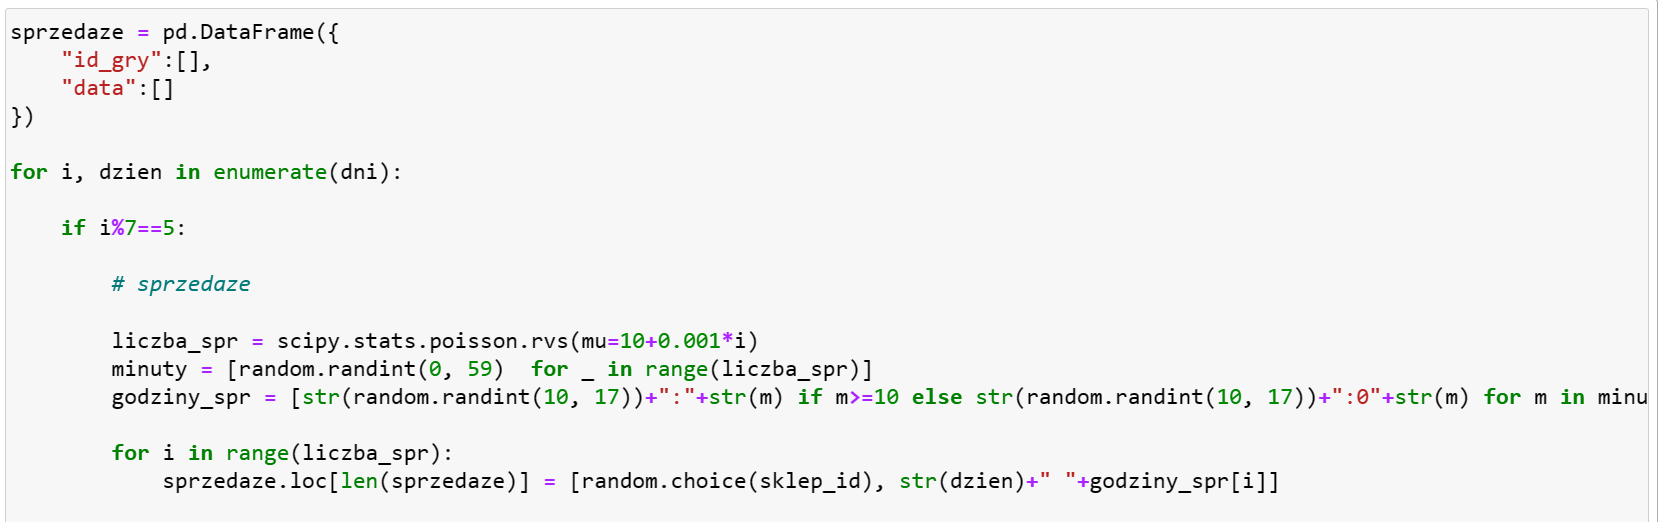 sprzedaze = pd.DataFrame({
    "id_gry":[],
    "data":[]
})
for i, dzien in enumerate(dni):
    if i%7==5:
        # sprzedaze
        liczba_spr = scipy.stats.poisson.rvs(mu=10+0.001*i)
        minuty = [random.randint(0, 59)  for _ in range(liczba_spr)]
        godziny_spr = [str(random.randint(10, 17))+":"+str(m) if m>=10 else str(random.randint(10, 17))+":0"+str(m) for m in minu
        for i in range(liczba_spr):
            sprzedaze.loc[len(sprzedaze)] = [random.choice(sklep_id), str(dzien)+" "+godziny_spr[i]]